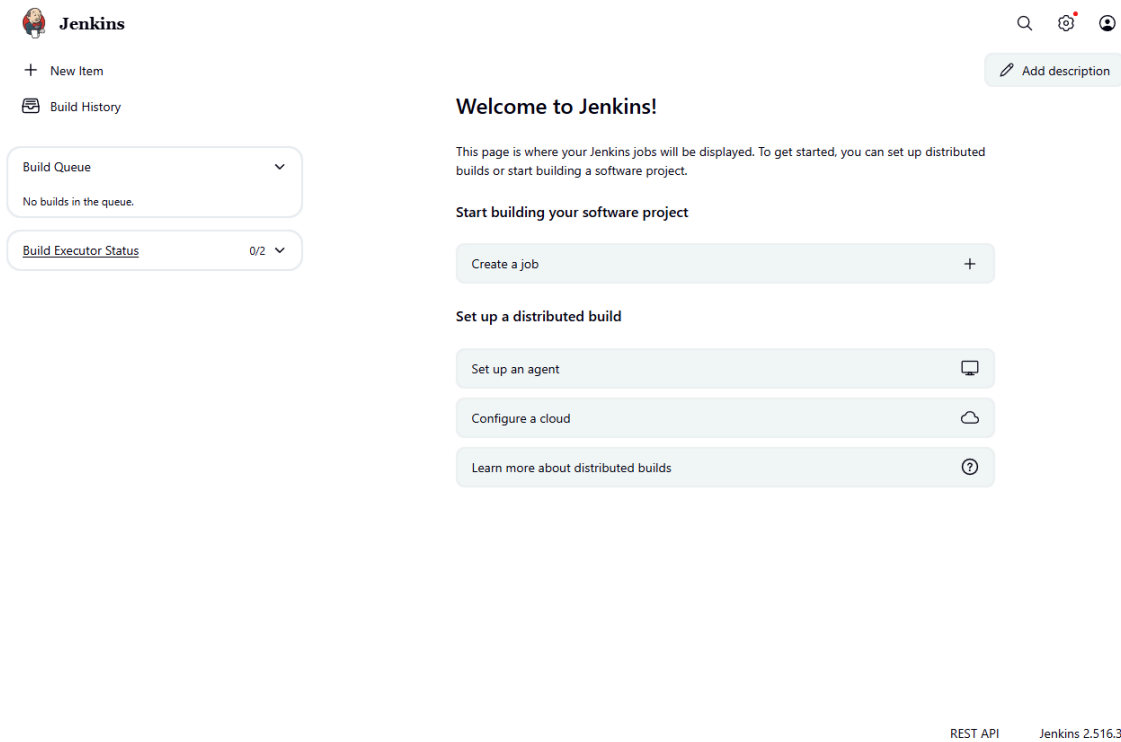 Jenkins
New Item
Build History
Build Queue
No builds in the queue.
Build Executor Status
0/2
Add description
Welcome to Jenkins!
This page is where your Jenkins jobs will be displayed. To get started, you can set up distributed
builds or start building a software project.
Start building your software project
Create a job
Set up a distributed build
Set up an agent
Configure a cloud
Learn more about distributed builds
REST API
Jenkins 2.516.3